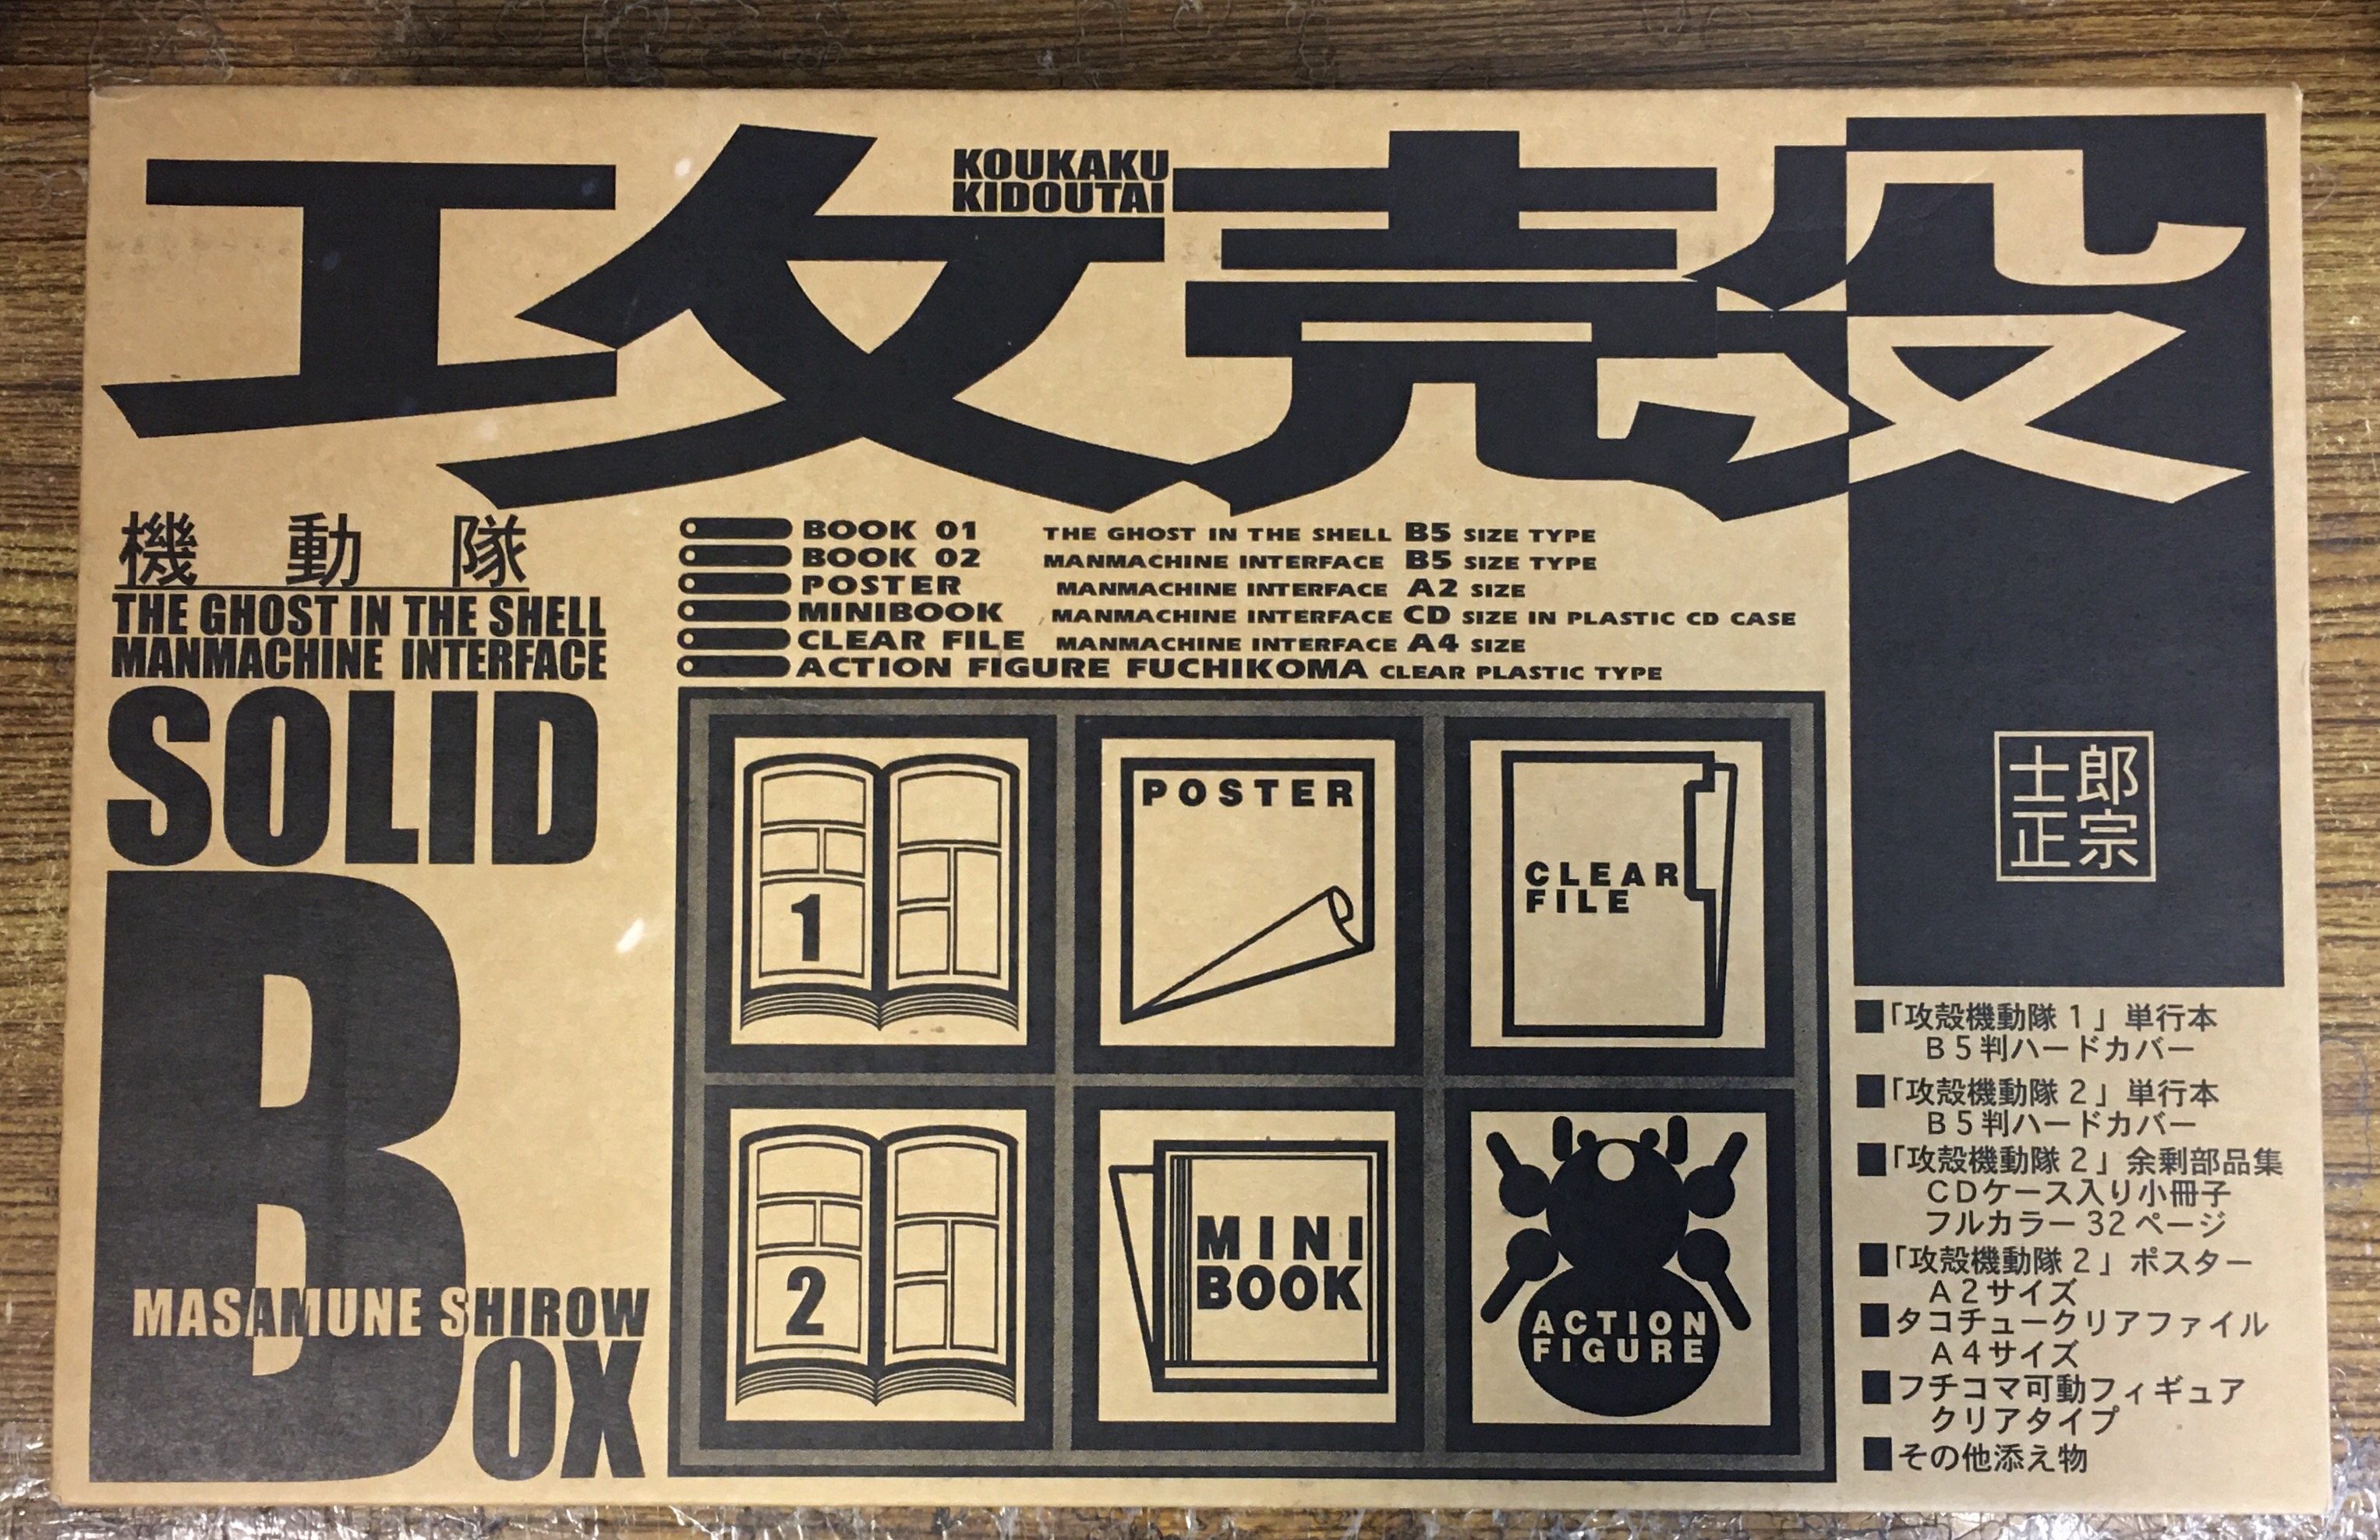 攻殻
KOUKAKU
KIDOUTAI
機動隊
THE GHOST IN THE SHELL
MANMACHINE INTERFACE
SOLID
BOX
MASAMUNE SHIROW
BOOK 01 THE GHOST IN THE SHELL B5 SIZE TYPE
BOOK 02 MANMACHINE INTERFACE B5 SIZE TYPE
POSTER MANMACHINE INTERFACE A2 SIZE
MINIBOOK MANMACHINE INTERFACE CD SIZE IN PLASTIC CD CASE
CLEAR FILE MANMACHINE INTERFACE A4 SIZE
ACTION FIGURE FUCHIKOMA CLEAR PLASTIC TYPE
1
POSTER
CLEAR
FILE
2
MINI
BOOK
ACTION
FIGURE
士郎
正宗
■「攻殻機動隊1」単行本
B5判ハードカバー
■「攻殻機動隊2」単行本
B5判ハードカバー
■「攻殻機動隊2」余剰部品集
CDケース入り小冊子
フルカラー32ページ
■「攻殻機動隊2」ポスター
A2サイズ
■タコチュークリアファイル
A4サイズ
■フチコマ可動フィギュア
クリアタイプ
■その他添え物